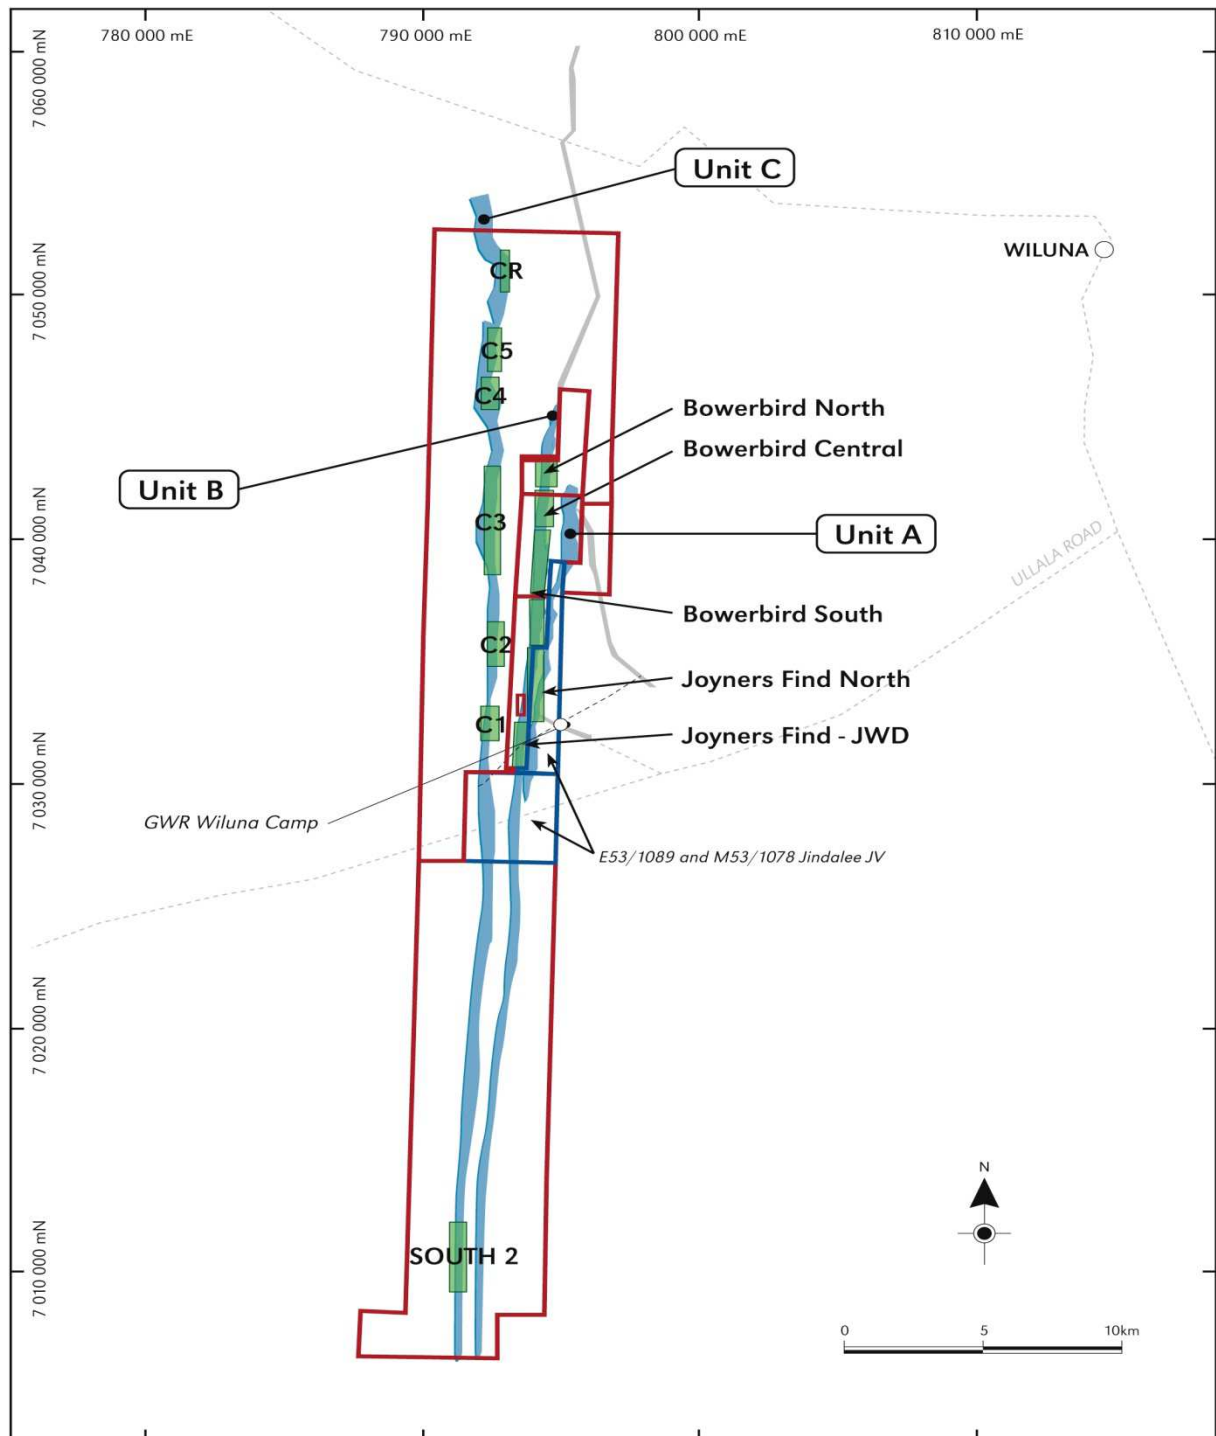 780 000 mE
790 000 mE
800 000 mE
810 000 mE
7 060 000 mN
Unit C
WILUNA
CR
7 050 000 mN
C5
C4
Bowerbird North
Bowerbird Central
Unit B
C3
Unit A
7 040 000 mN
ULLALA ROAD
Bowerbird South
C2
Joyners Find North
C1
Joyners Find - JWD
7 030 000 mN
GWR Wiluna Camp
E53/1089 and M53/1078 Jindalee JV
7 020 000 mN
N
SOUTH 2
7 010 000 mN
0
5
10km